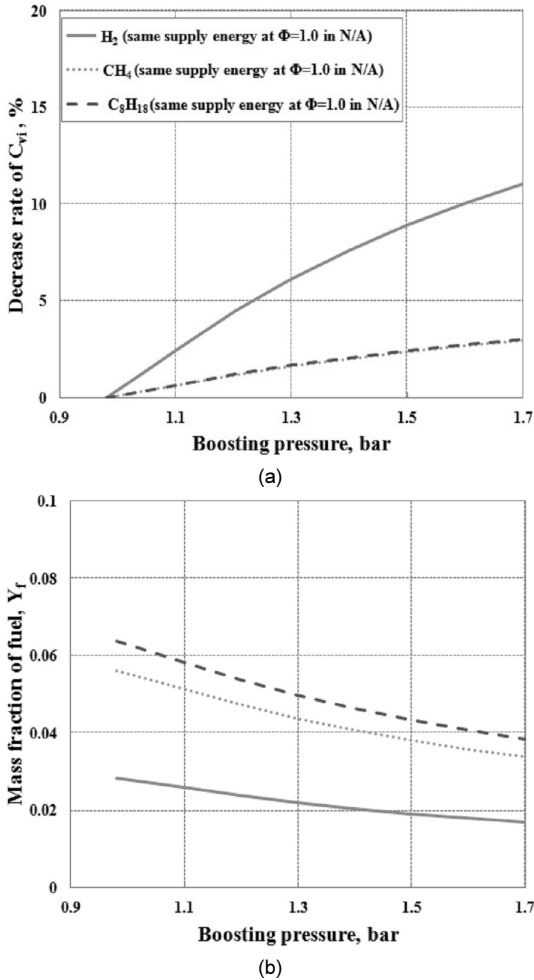 20
15
10
5
0
Decrease rate of Cvi , %
H2 (same supply energy at Φ=1.0 in N/A)
CH4 (same supply energy at Φ=1.0 in N/A)
C8H18(same supply energy at Φ=1.0 in N/A)
0.9 1.1 1.3 1.5 1.7
Boosting pressure, bar
(a)
0.1
0.08
0.06
0.04
0.02
0
Mass fraction of fuel, Yf
0.9 1.1 1.3 1.5 1.7
Boosting pressure, bar
(b)